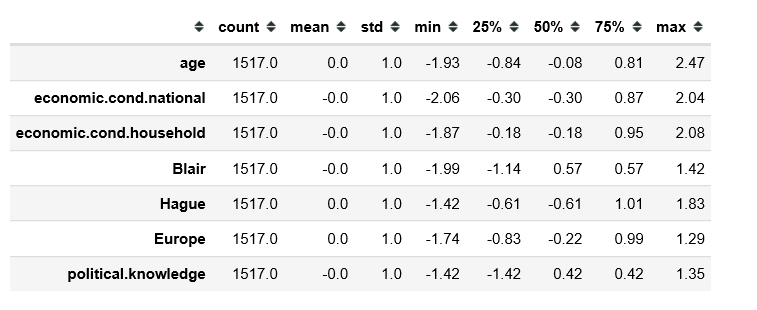 count mean std min 25% 50% 75% max
age 1517.0 0.0 1.0 -1.93 -0.84 -0.08 0.81 2.47
economic.cond.national 1517.0 -0.0 1.0 -2.06 -0.30 -0.30 0.87 2.04
economic.cond.household 1517.0 -0.0 1.0 -1.87 -0.18 -0.18 0.95 2.08
Blair 1517.0 -0.0 1.0 -1.99 -1.14 0.57 0.57 1.42
Hague 1517.0 0.0 1.0 -1.42 -0.61 -0.61 1.01 1.83
Europe 1517.0 0.0 1.0 -1.74 -0.83 -0.22 0.99 1.29
political.knowledge 1517.0 -0.0 1.0 -1.42 -1.42 0.42 0.42 1.35